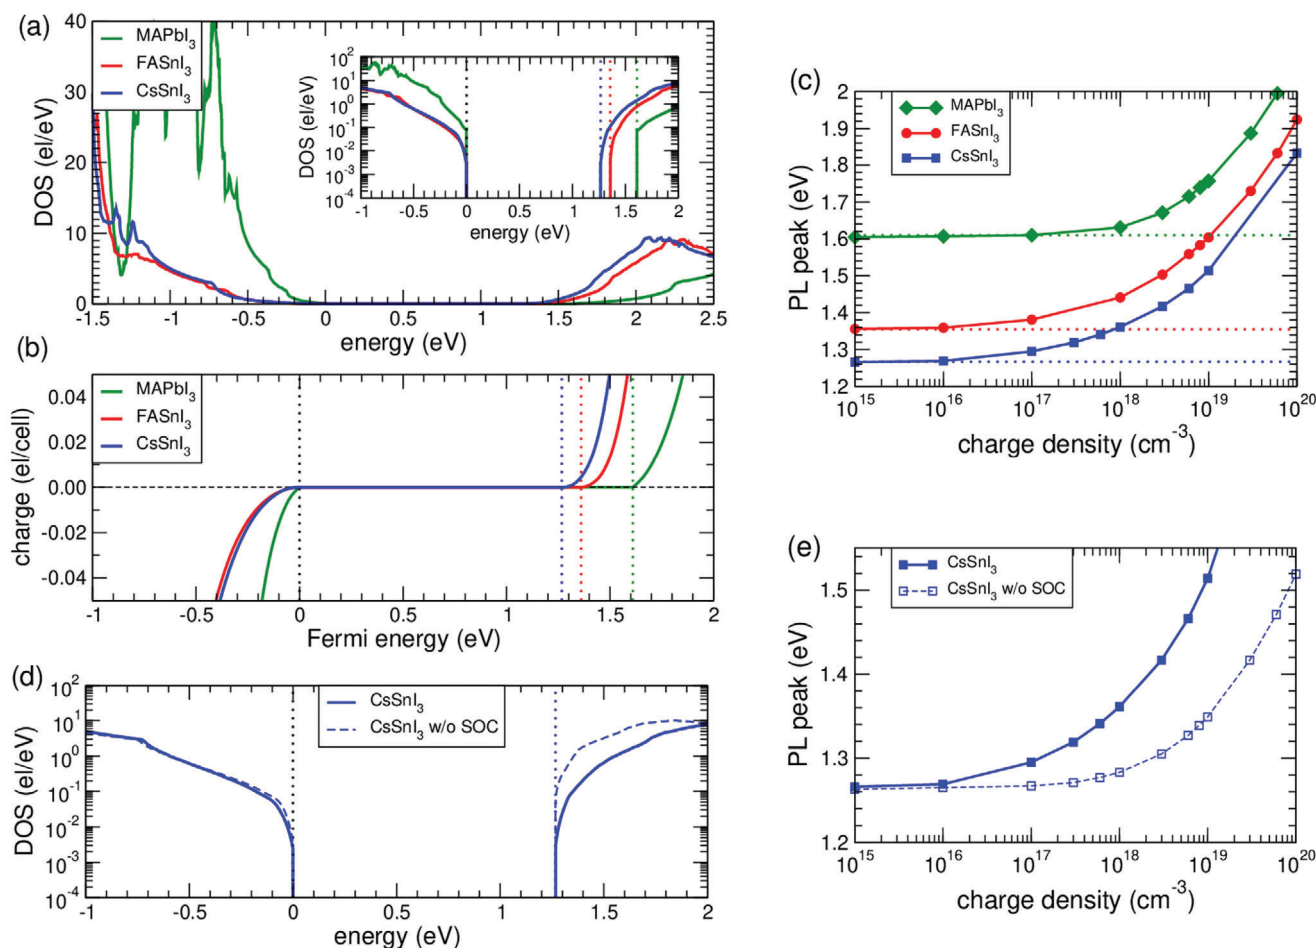 (a)
MAPbI3
FASnI3
CsSnI3
DOS (el/eV)
40
30
20
10
0
-1.5 -1 -0.5 0 0.5 1 1.5 2 2.5
energy (eV)
DOS (el/eV)
10^2
10^1
10^0
10^-1
10^-2
10^-3
10^-4
-1 -0.5 0 0.5 1 1.5 2
energy (eV)
(b)
MAPbI3
FASnI3
CsSnI3
charge (el/cell)
0.04
0.02
0.00
-0.02
-0.04
-1 -0.5 0 0.5 1 1.5 2
Fermi energy (eV)
(c)
MAPbI3
FASnI3
CsSnI3
PL peak (eV)
2
1.9
1.8
1.7
1.6
1.5
1.4
1.3
1.2
10^15 10^16 10^17 10^18 10^19 10^20
charge density (cm^-3)
(d)
CsSnI3
CsSnI3 w/o SOC
DOS (el/eV)
10^2
10^1
10^0
10^-1
10^-2
10^-3
10^-4
-1 -0.5 0 0.5 1 1.5 2
energy (eV)
(e)
CsSnI3
CsSnI3 w/o SOC
PL peak (eV)
1.5
1.4
1.3
1.2
10^15 10^16 10^17 10^18 10^19 10^20
charge density (cm^-3)